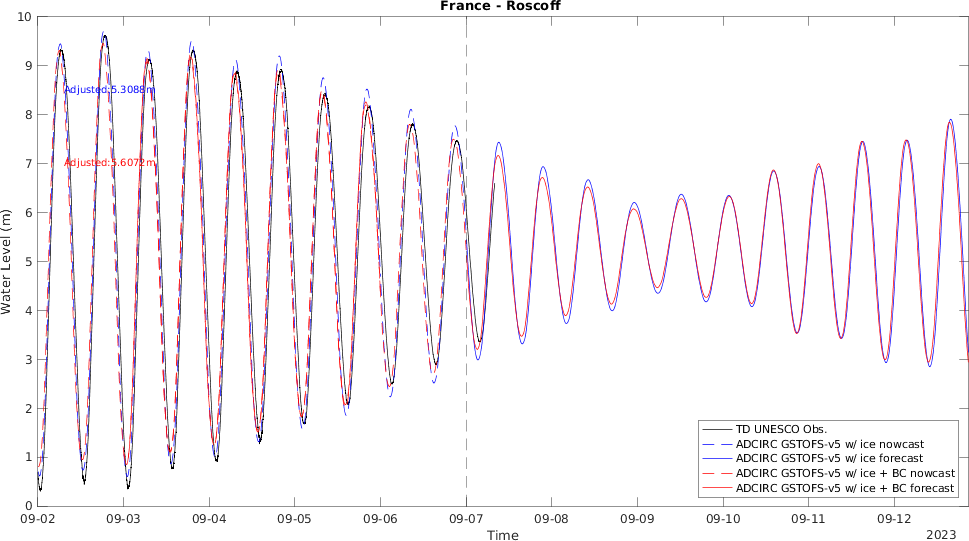 France - Roscoff
10
9
8
7
6
5
4
3
2
1
0
Water Level (m)
Adjusted:5.3088m
Adjusted:5.6072m
TD UNESCO Obs.
ADCIRC GSTOFS-v5 w/ ice nowcast
ADCIRC GSTOFS-v5 w/ ice forecast
ADCIRC GSTOFS-v5 w/ ice + BC nowcast
ADCIRC GSTOFS-v5 w/ ice + BC forecast
09-02 09-03 09-04 09-05 09-06 09-07 09-08 09-09 09-10 09-11 09-12
Time
2023